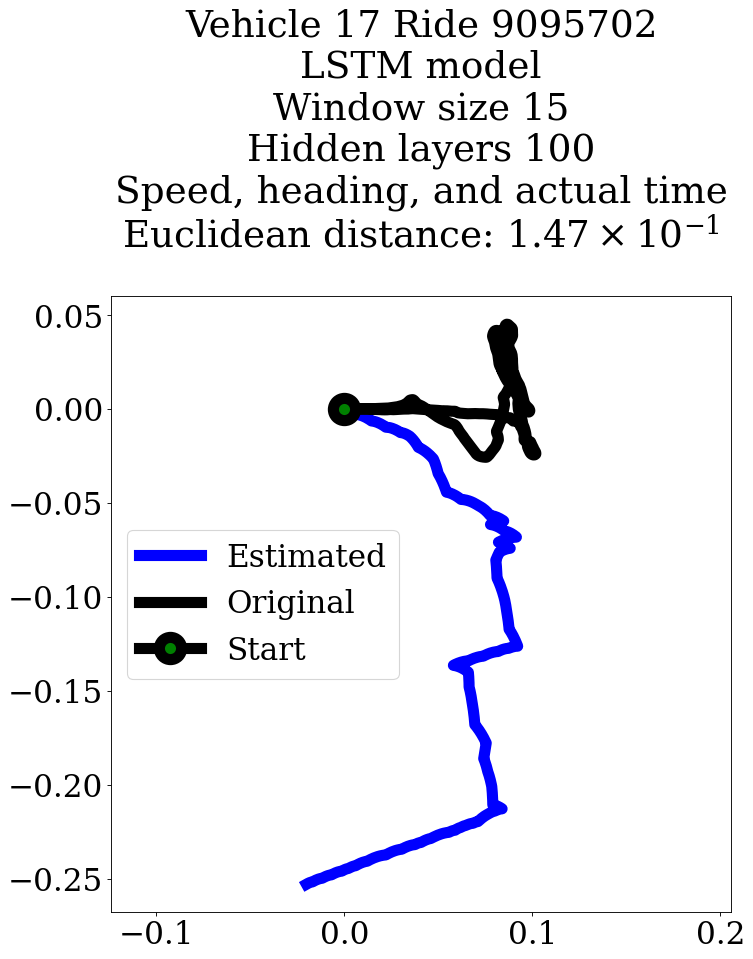 Vehicle 17 Ride 9095702
LSTM model
Window size 15
Hidden layers 100
Speed, heading, and actual time
Euclidean distance: 1.47 × 10⁻¹
0.05
0.00
−0.05
−0.10
−0.15
−0.20
−0.25
Estimated
Original
Start
−0.1 0.0 0.1 0.2